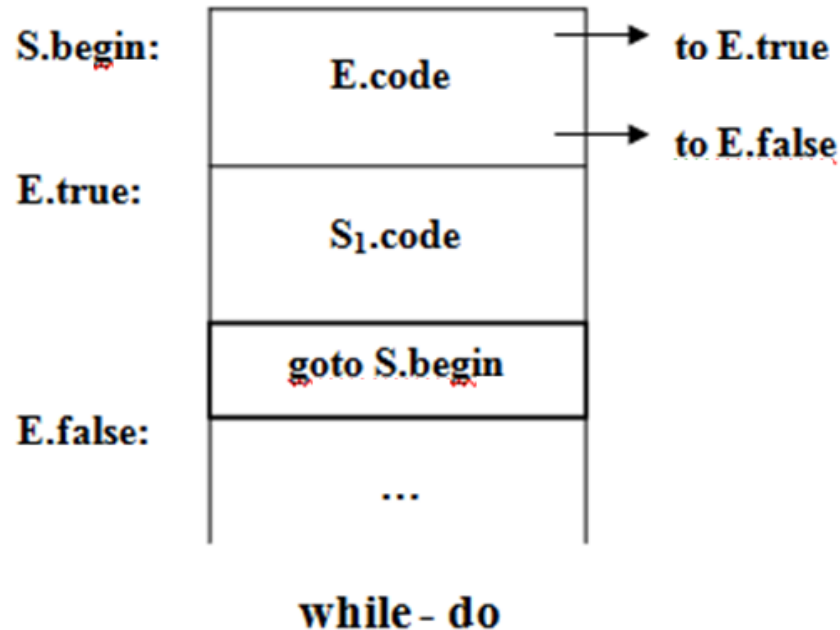 S.begin:
E.code
to E.true
to E.false
E.true:
S₁.code
goto S.begin
E.false:
...
while - do